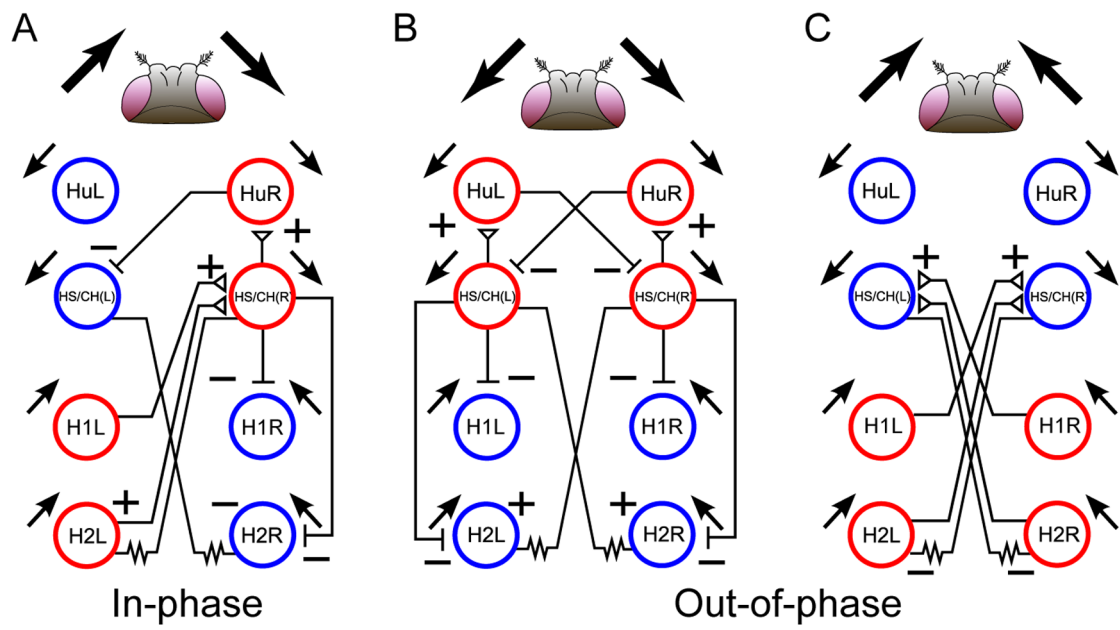 A
B
C
HuL
HuR
HuL
HuR
HuL
HuR
+
+
+
−
+
−
−
+
+
HS/CH(L)
HS/CH(R)
HS/CH(L)
HS/CH(R)
HS/CH(L)
HS/CH(R)
−
−
−
H1L
H1R
H1L
H1R
H1L
H1R
+
−
+
+
H2L
H2R
H2L
H2R
H2L
H2R
−
−
−
−
−
In-phase
Out-of-phase